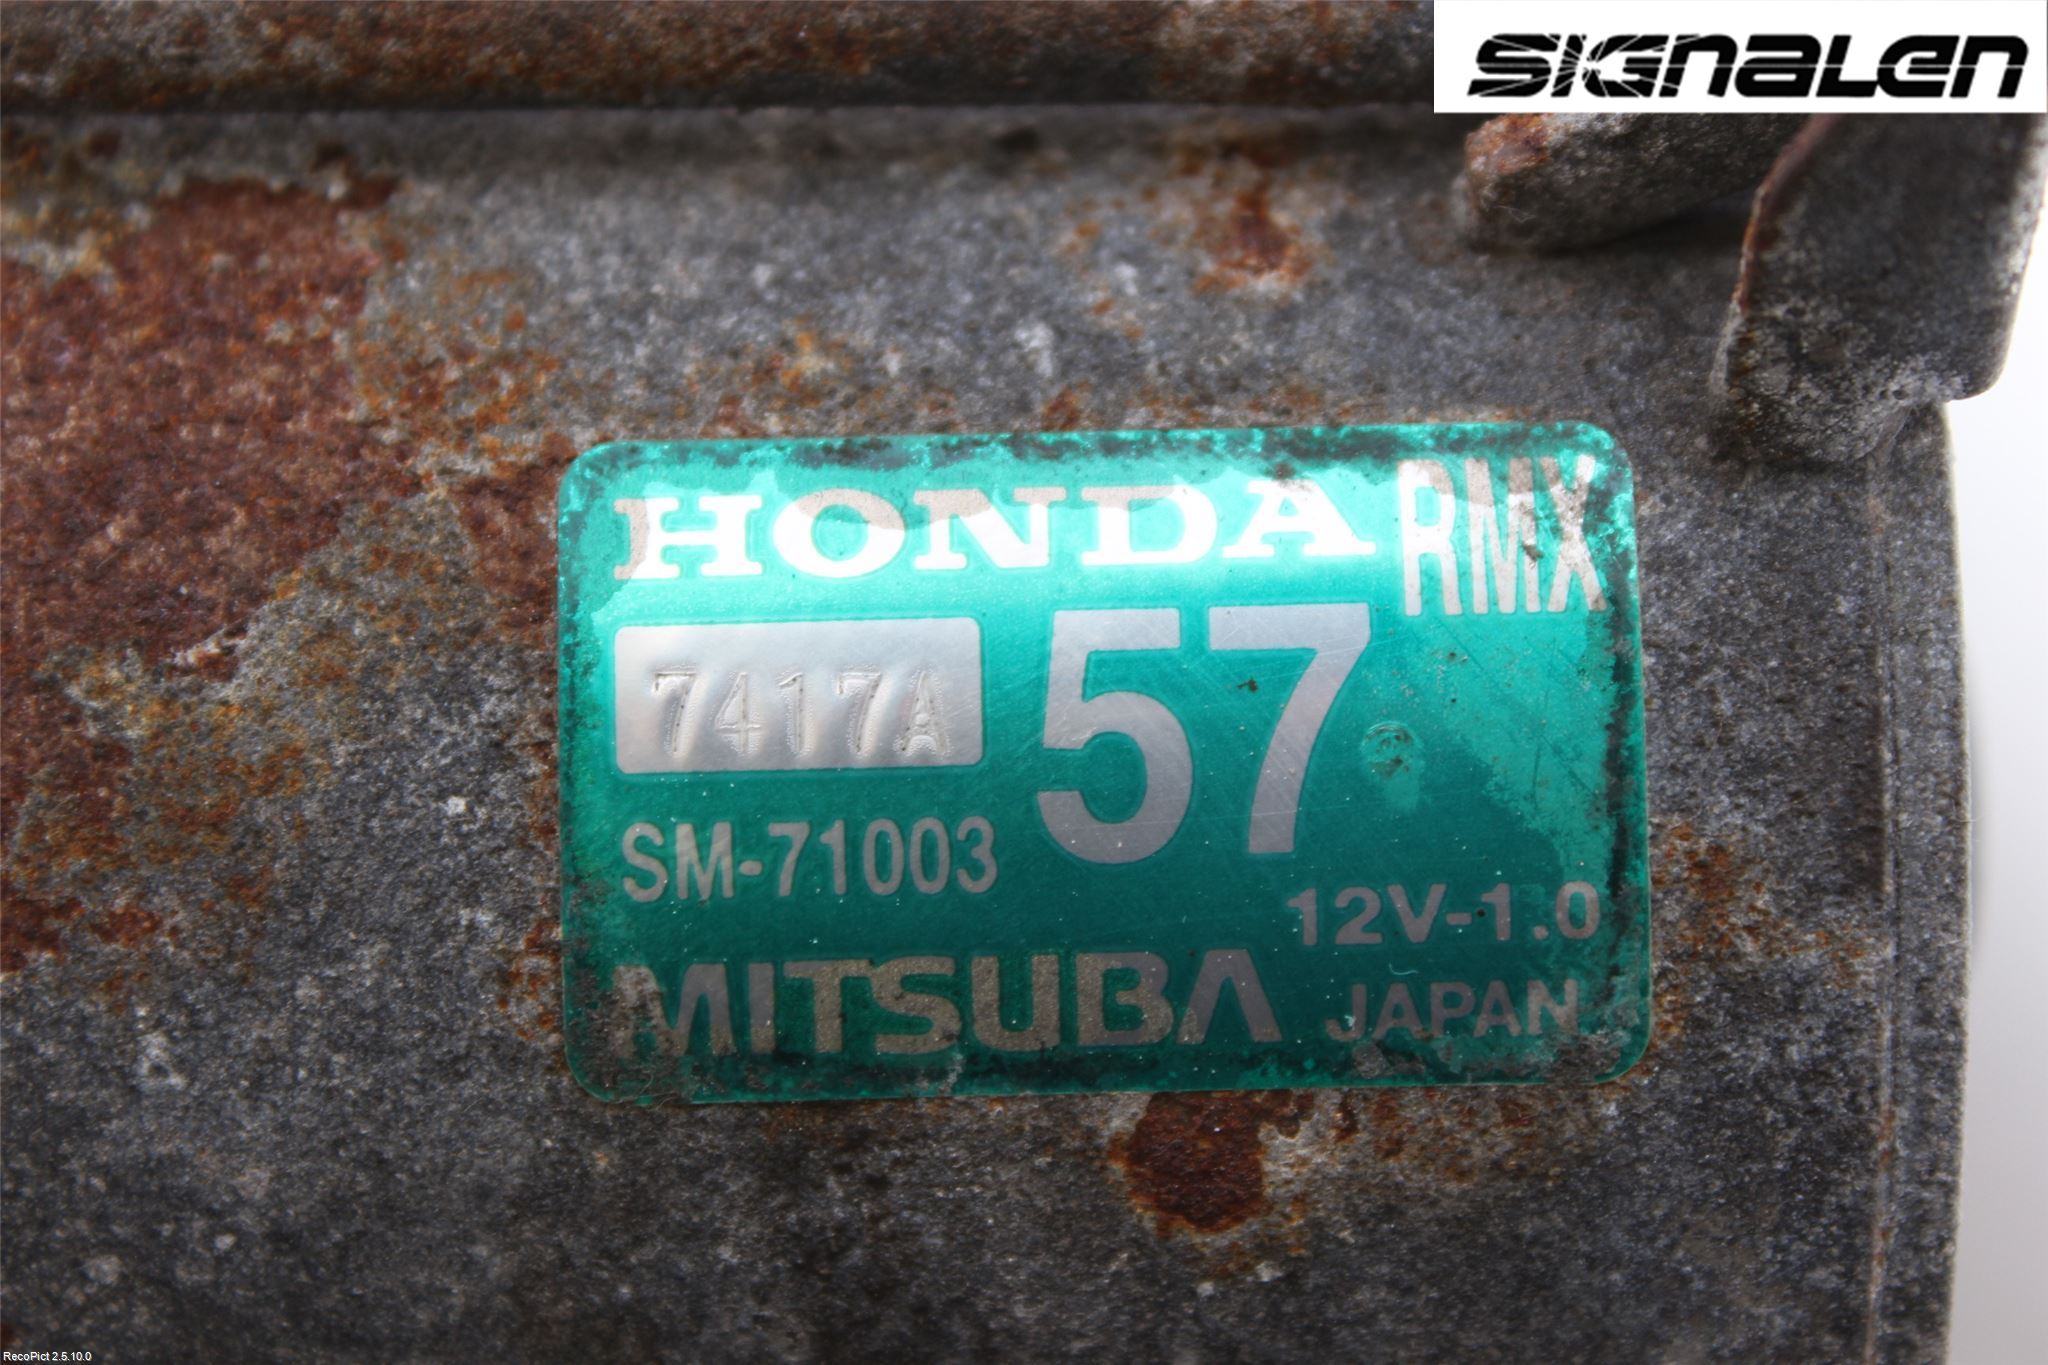 SIGNALEN
HONDA RMX
7417A 57
SM-71003
12V-1.0
MITSUBA JAPAN
RecoPict 2.5.10.0